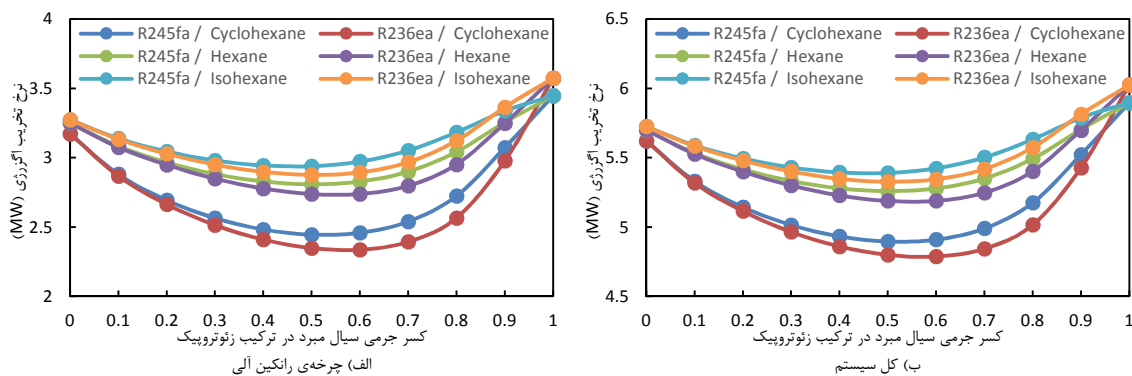 4
3.5
3
2.5
2
نرخ تخریب اگزرژی (MW)
R245fa / Cyclohexane
R236ea / Cyclohexane
R245fa / Hexane
R236ea / Hexane
R245fa / Isohexane
R236ea / Isohexane
0 0.1 0.2 0.3 0.4 0.5 0.6 0.7 0.8 0.9 1
کسر جرمی سیال مبرد در ترکیب زئوتروپیک
الف) چرخه‌ی رانکین آلی
6.5
6
5.5
5
4.5
نرخ تخریب اگزرژی (MW)
R245fa / Cyclohexane
R236ea / Cyclohexane
R245fa / Hexane
R236ea / Hexane
R245fa / Isohexane
R236ea / Isohexane
0 0.1 0.2 0.3 0.4 0.5 0.6 0.7 0.8 0.9 1
کسر جرمی سیال مبرد در ترکیب زئوتروپیک
ب) کل سیستم